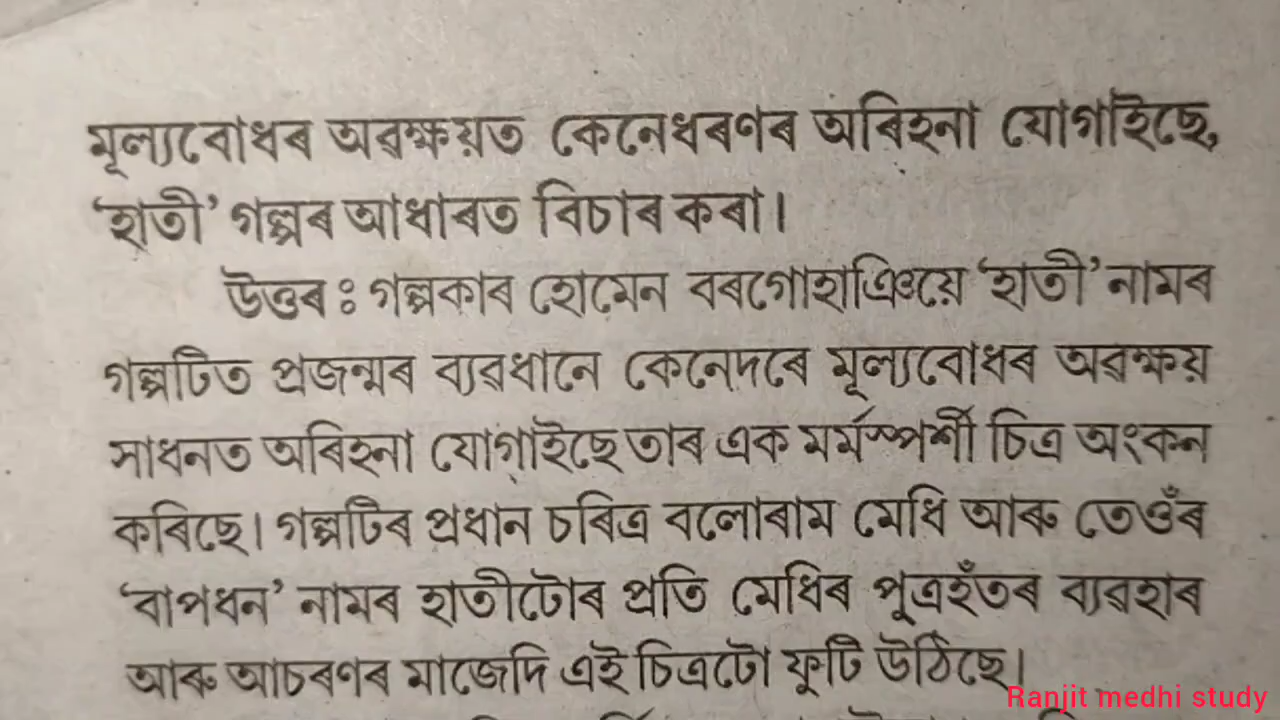 মূল্যবোধৰ অৱক্ষয়ত কেনেধৰণৰ অৰিহনা যোগাইছে,
‘হাতী’ গল্পৰ আধাৰত বিচাৰ কৰা।
উত্তৰ ঃ গল্পকাৰ হোমেন বৰগোহাঞিয়ে ‘হাতী’ নামৰ
গল্পটিত প্ৰজন্মৰ ব্যৱধানে কেনেদৰে মূল্যবোধৰ অৱক্ষয়
সাধনত অৰিহনা যোগাইছে তাৰ এক মৰ্মস্পৰ্শী চিত্ৰ অংকন
কৰিছে। গল্পটিৰ প্ৰধান চৰিত্ৰ বলোৰাম মেধি আৰু তেওঁৰ
‘বাপধন’ নামৰ হাতীটোৰ প্ৰতি মেধিৰ পুত্ৰহঁতৰ ব্যৱহাৰ
আৰু আচৰণৰ মাজেদি এই চিত্ৰটো ফুটি উঠিছে।
Ranjit medhi study